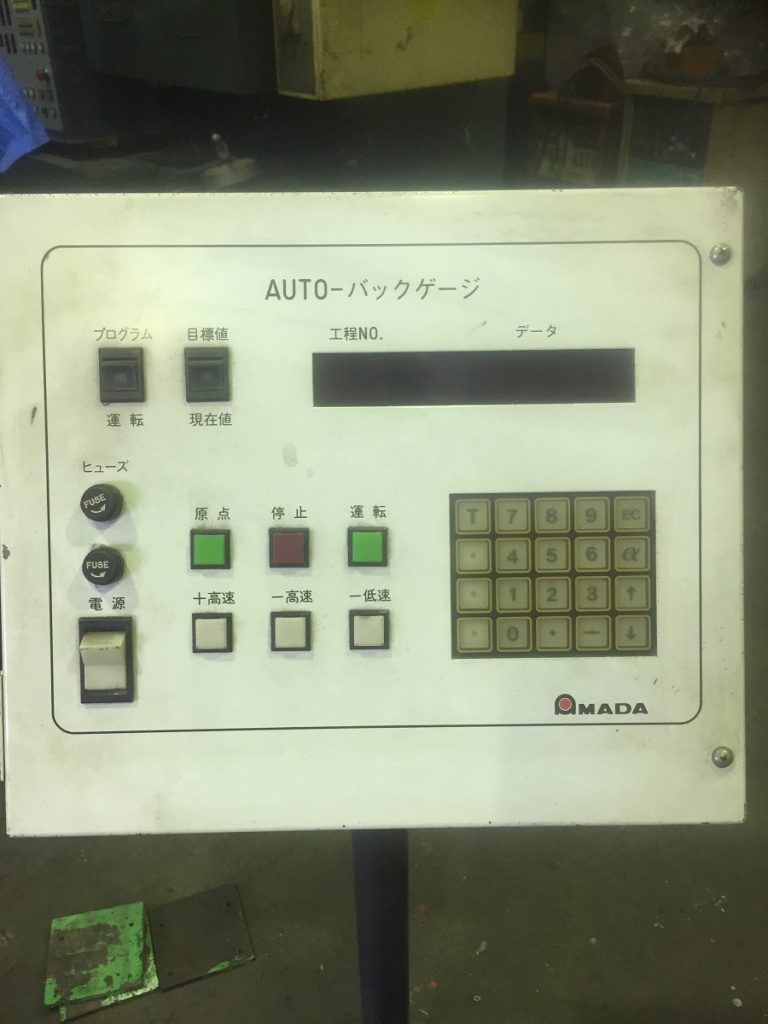 AUTO-バックゲージ
プログラム 目標値 工程NO. データ
運転 現在値
ヒューズ
FUSE
原点 停止 運転
FUSE
電源 +高速 -高速 -低速
T 7 8 9 EC
· 4 5 6 α
· 1 2 3 ↑
· 0 · - ↓
AMADA